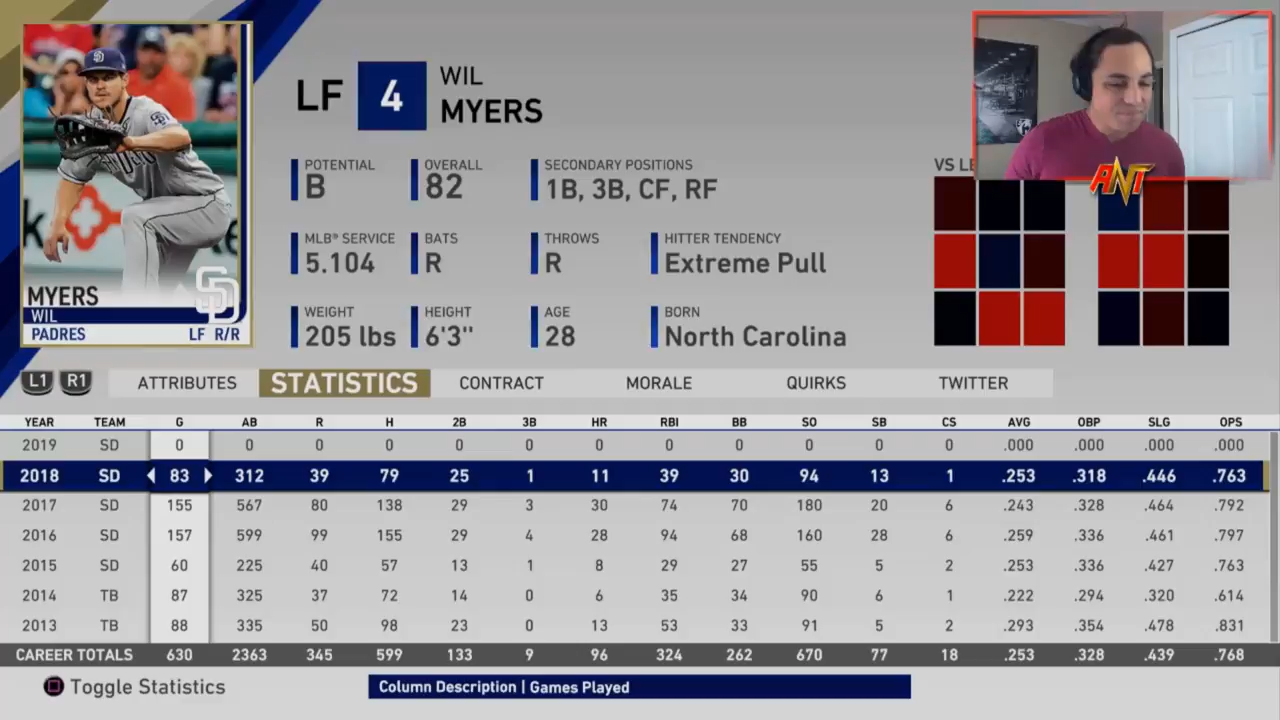 LF 4 WIL
MYERS
POTENTIAL OVERALL SECONDARY POSITIONS
B 82 1B, 3B, CF, RF
MLB® SERVICE BATS THROWS HITTER TENDENCY
5.104 R R Extreme Pull
WEIGHT HEIGHT AGE BORN
205 lbs 6'3" 28 North Carolina
VS LE
ANT
SD
MYERS
WIL
PADRES LF R/R
L1 R1 ATTRIBUTES STATISTICS CONTRACT MORALE QUIRKS TWITTER
YEAR TEAM G AB R H 2B 3B HR RBI BB SO SB CS AVG OBP SLG OPS
2019 SD 0 0 0 0 0 0 0 0 0 0 0 0 .000 .000 .000 .000
2018 SD 83 312 39 79 25 1 11 39 30 94 13 1 .253 .318 .446 .763
2017 SD 155 567 80 138 29 3 30 74 70 180 20 6 .243 .328 .464 .792
2016 SD 157 599 99 155 29 4 28 94 68 160 28 6 .259 .336 .461 .797
2015 SD 60 225 40 57 13 1 8 29 27 55 5 2 .253 .336 .427 .763
2014 TB 87 325 37 72 14 0 6 35 34 90 6 1 .222 .294 .320 .614
2013 TB 88 335 50 98 23 0 13 53 33 91 5 2 .293 .354 .478 .831
CAREER TOTALS 630 2363 345 599 133 9 96 324 262 670 77 18 .253 .328 .439 .768
Toggle Statistics
Column Description | Games Played